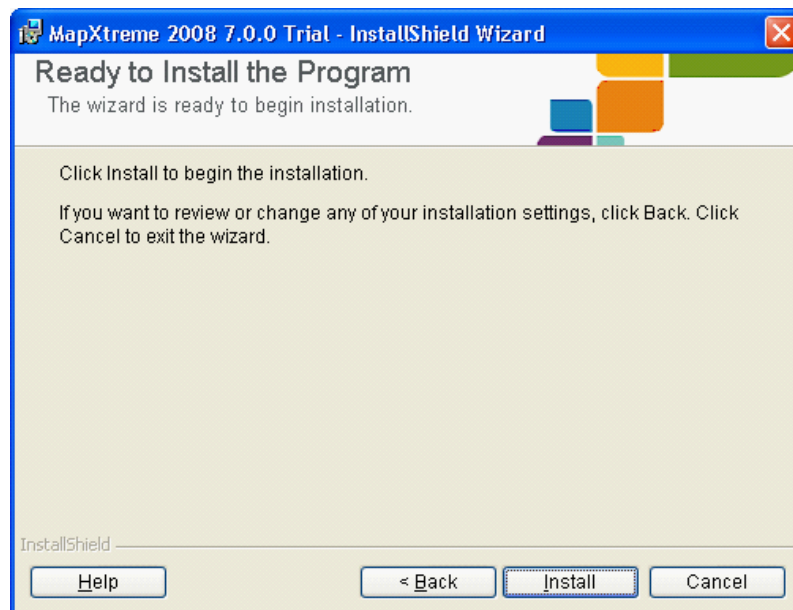 MapXtreme 2008 7.0.0 Trial - InstallShield Wizard
Ready to Install the Program
The wizard is ready to begin installation.
Click Install to begin the installation.
If you want to review or change any of your installation settings, click Back. Click
Cancel to exit the wizard.
InstallShield
Help
< Back
Install
Cancel